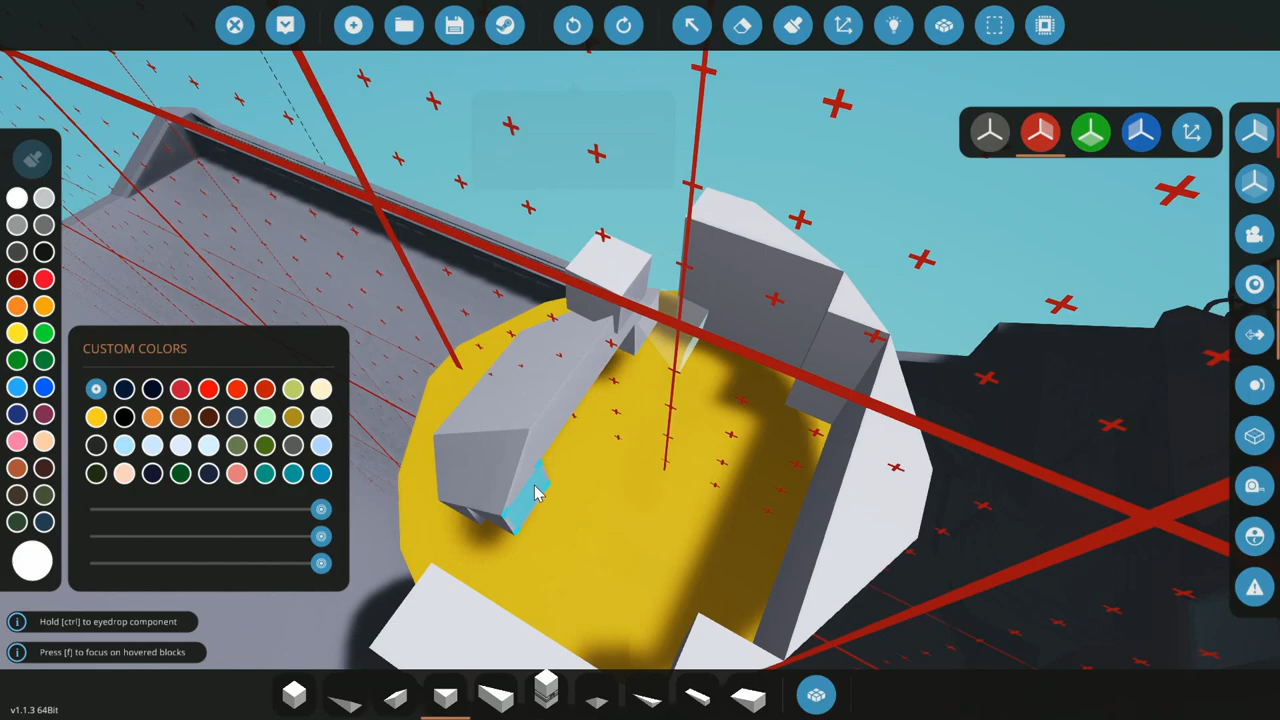 CUSTOM COLORS
Hold [ctrl] to eyedrop component
Press [f] to focus on hovered blocks
v1.1.3 64Bit